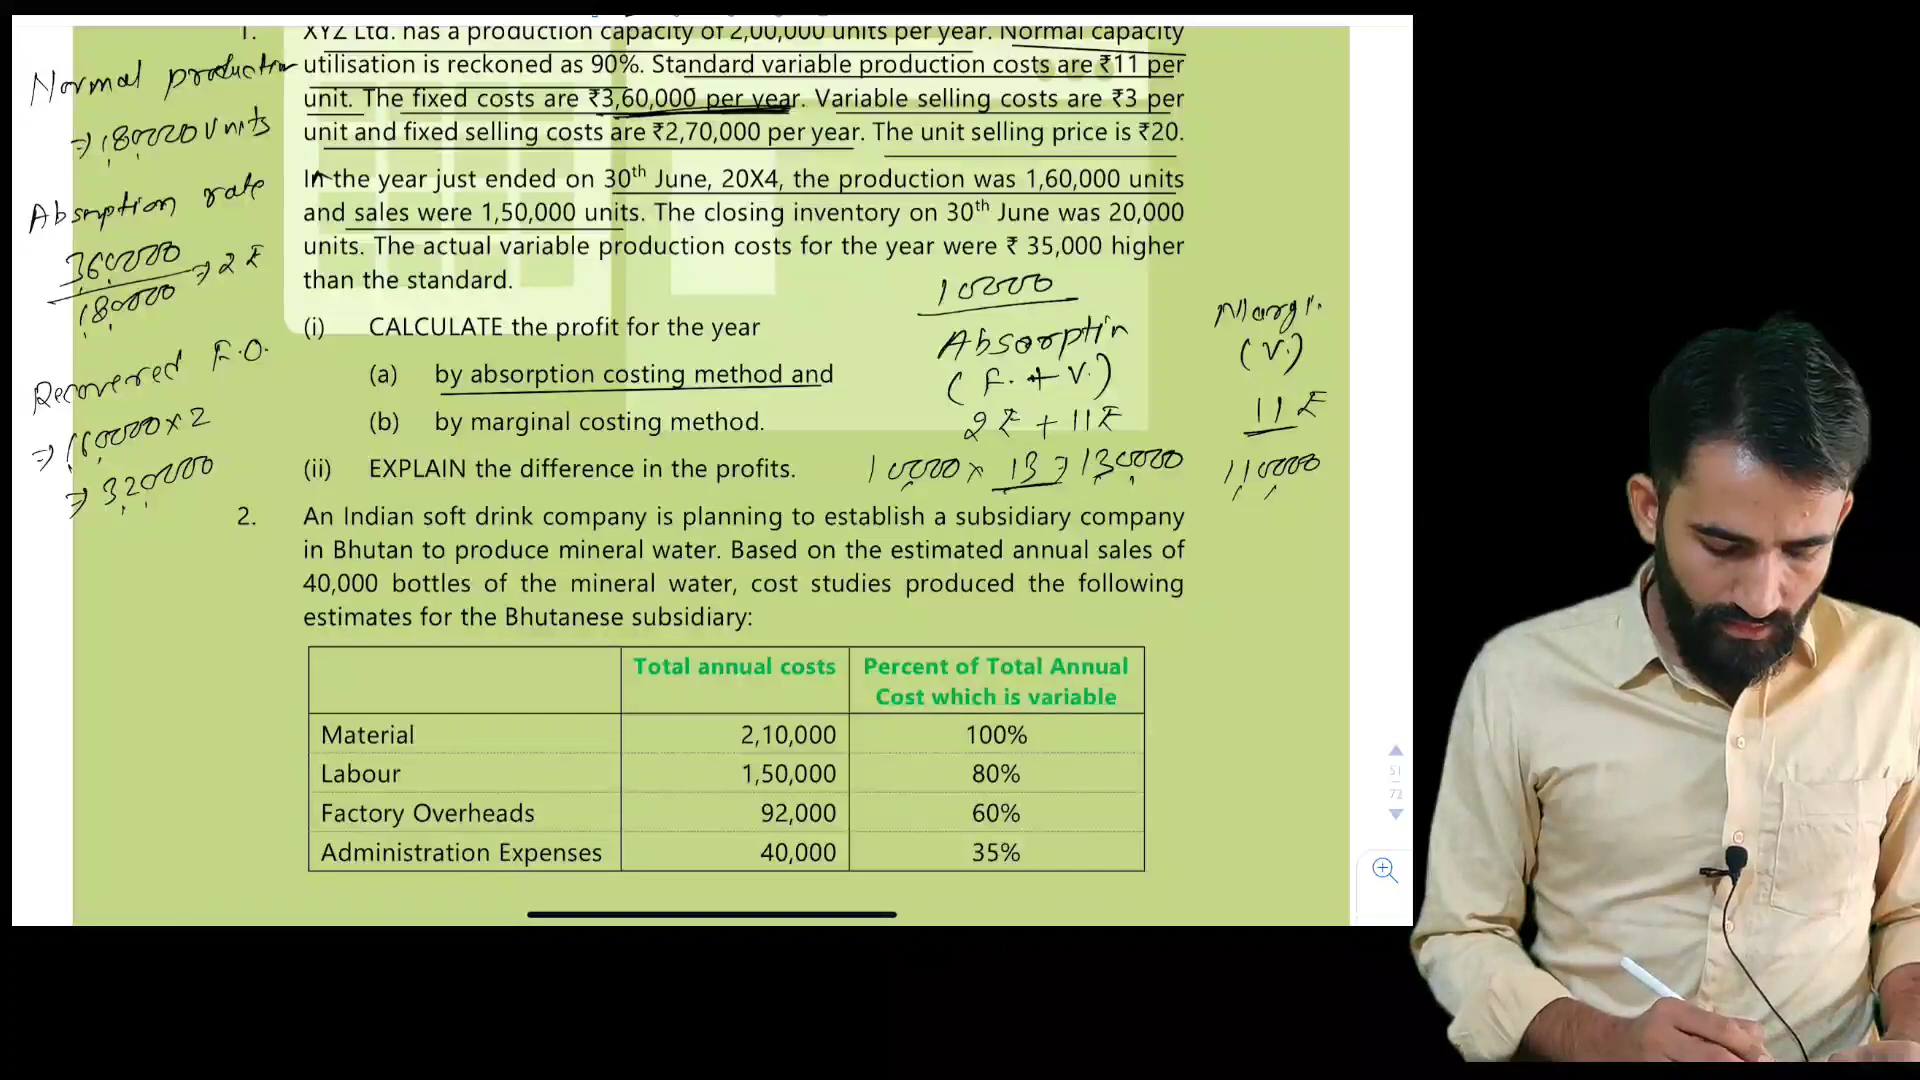 1. XYZ Ltd. has a production capacity of 2,00,000 units per year. Normal capacity
utilisation is reckoned as 90%. Standard variable production costs are ₹11 per
unit. The fixed costs are ₹3,60,000 per year. Variable selling costs are ₹3 per
unit and fixed selling costs are ₹2,70,000 per year. The unit selling price is ₹20.
In the year just ended on 30th June, 20X4, the production was 1,60,000 units
and sales were 1,50,000 units. The closing inventory on 30th June was 20,000
units. The actual variable production costs for the year were ₹ 35,000 higher
than the standard.
(i) CALCULATE the profit for the year
(a) by absorption costing method and
(b) by marginal costing method.
(ii) EXPLAIN the difference in the profits.
Normal production
⇒ 180000 Units
Absorption rate
360000
180000
⇒ 2 ₹
Recovered F.O.
⇒ 160000 x 2
⇒ 320000
10000
Absorptin
(F. + V.)
2 ₹ + 11 ₹
10000 x 13 ⇒ 130000
Margi.
(V.)
11 ₹
110000
2. An Indian soft drink company is planning to establish a subsidiary company
in Bhutan to produce mineral water. Based on the estimated annual sales of
40,000 bottles of the mineral water, cost studies produced the following
estimates for the Bhutanese subsidiary:
Total annual costs Percent of Total Annual
Cost which is variable
Material 2,10,000 100%
Labour 1,50,000 80%
Factory Overheads 92,000 60%
Administration Expenses 40,000 35%
51
72